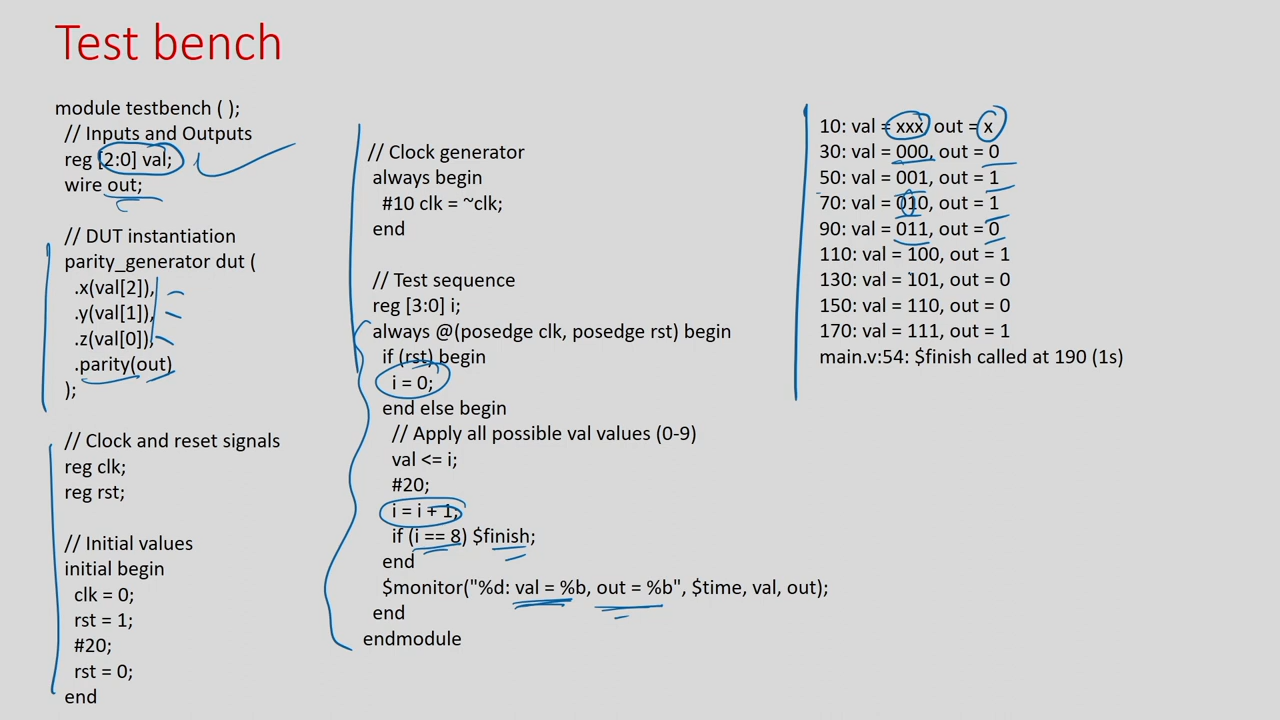 Test bench
module testbench ( );
// Inputs and Outputs
reg [2:0] val;
wire out;
// DUT instantiation
parity_generator dut (
.x(val[2]),
.y(val[1]),
.z(val[0]),
.parity(out)
);
// Clock and reset signals
reg clk;
reg rst;
// Initial values
initial begin
clk = 0;
rst = 1;
#20;
rst = 0;
end
// Clock generator
always begin
#10 clk = ~clk;
end
// Test sequence
reg [3:0] i;
always @(posedge clk, posedge rst) begin
if (rst) begin
i = 0;
end else begin
// Apply all possible val values (0-9)
val <= i;
#20;
i = i + 1;
if (i == 8) $finish;
end
$monitor("%d: val = %b, out = %b", $time, val, out);
end
endmodule
10: val = xxx, out = x
30: val = 000, out = 0
50: val = 001, out = 1
70: val = 010, out = 1
90: val = 011, out = 0
110: val = 100, out = 1
130: val = 101, out = 0
150: val = 110, out = 0
170: val = 111, out = 1
main.v:54: $finish called at 190 (1s)